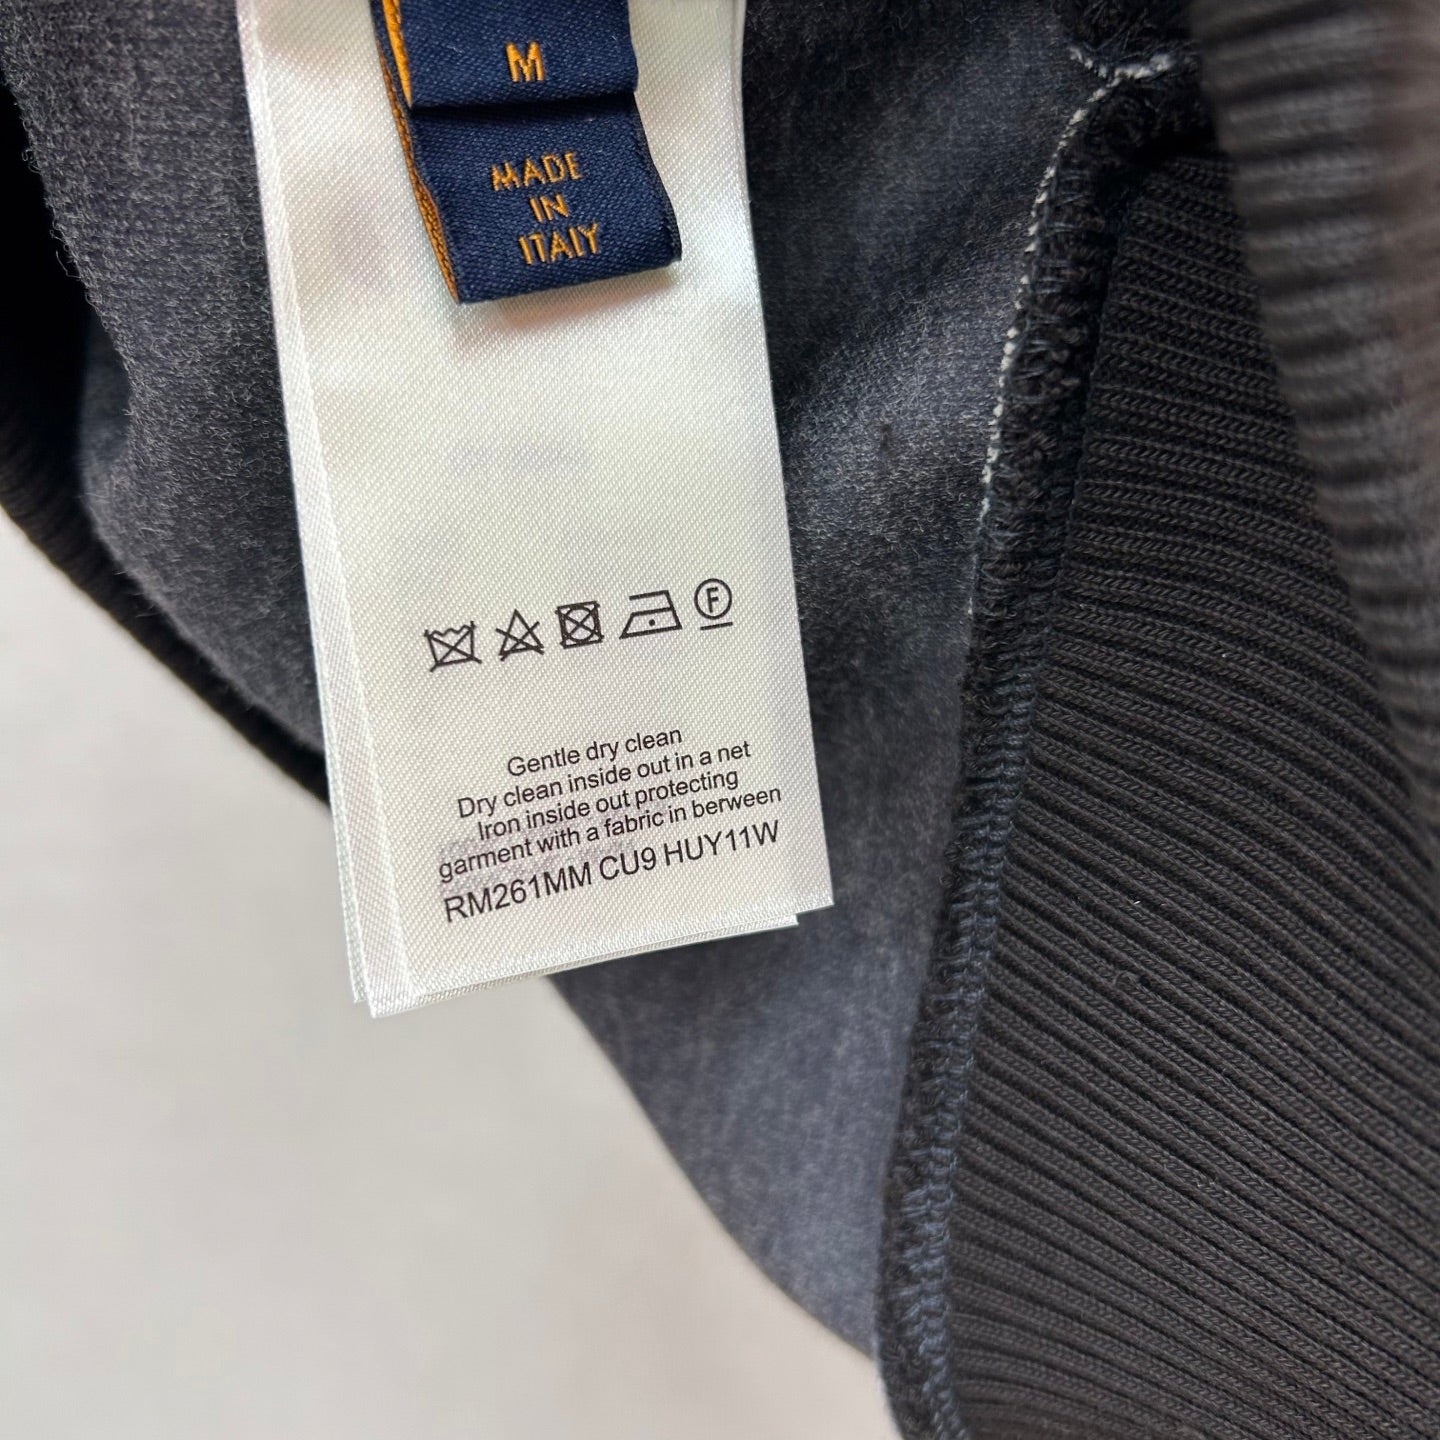 M
MADE
IN
ITALY
F
Gentle dry clean
Dry clean inside out in a net
Iron inside out protecting
garment with a fabric in berween
RM261MM CU9 HUY11W